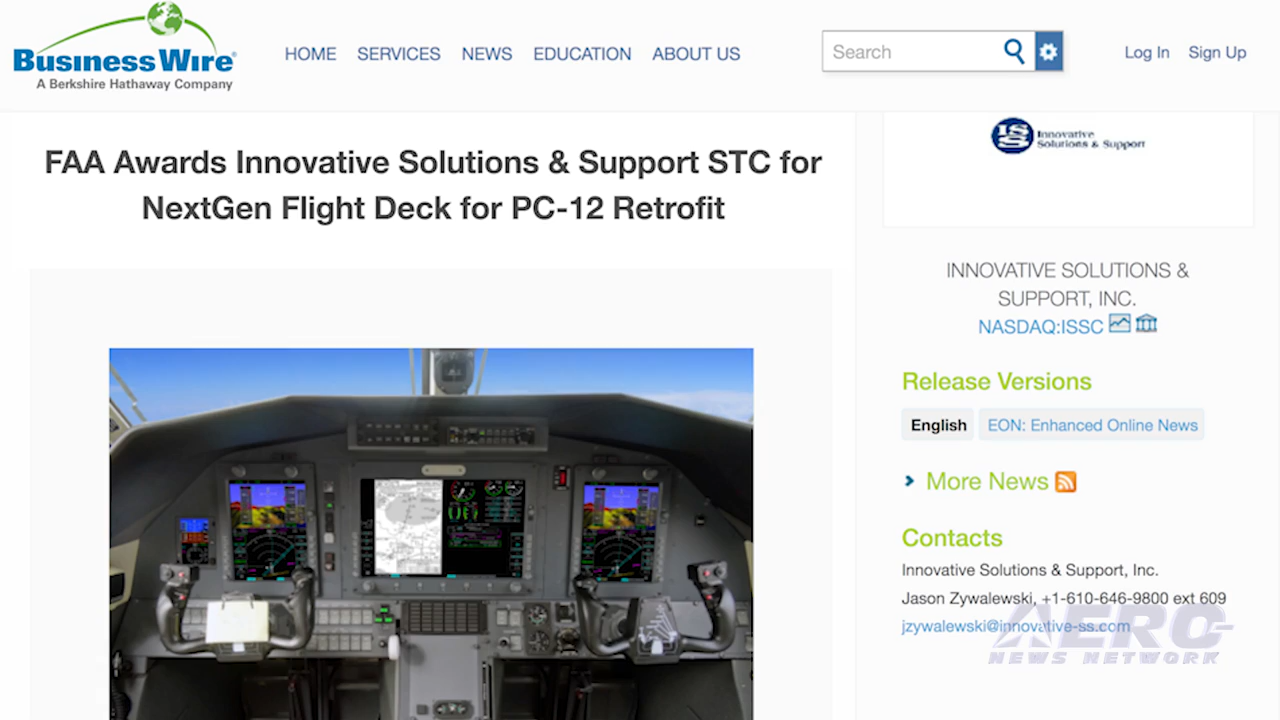 BUSINESS WIRE®
A Berkshire Hathaway Company
HOME SERVICES NEWS EDUCATION ABOUT US
Search
Log In Sign Up
FAA Awards Innovative Solutions & Support STC for
NextGen Flight Deck for PC-12 Retrofit
ISS
Innovative
Solutions & Support
INNOVATIVE SOLUTIONS &
SUPPORT, INC.
NASDAQ:ISSC
Release Versions
English EON: Enhanced Online News
More News
Contacts
Innovative Solutions & Support, Inc.
Jason Zywalewski, +1-610-646-9800 ext 609
jzywalewski@innovative-ss.com
AERO
NEWS NETWORK